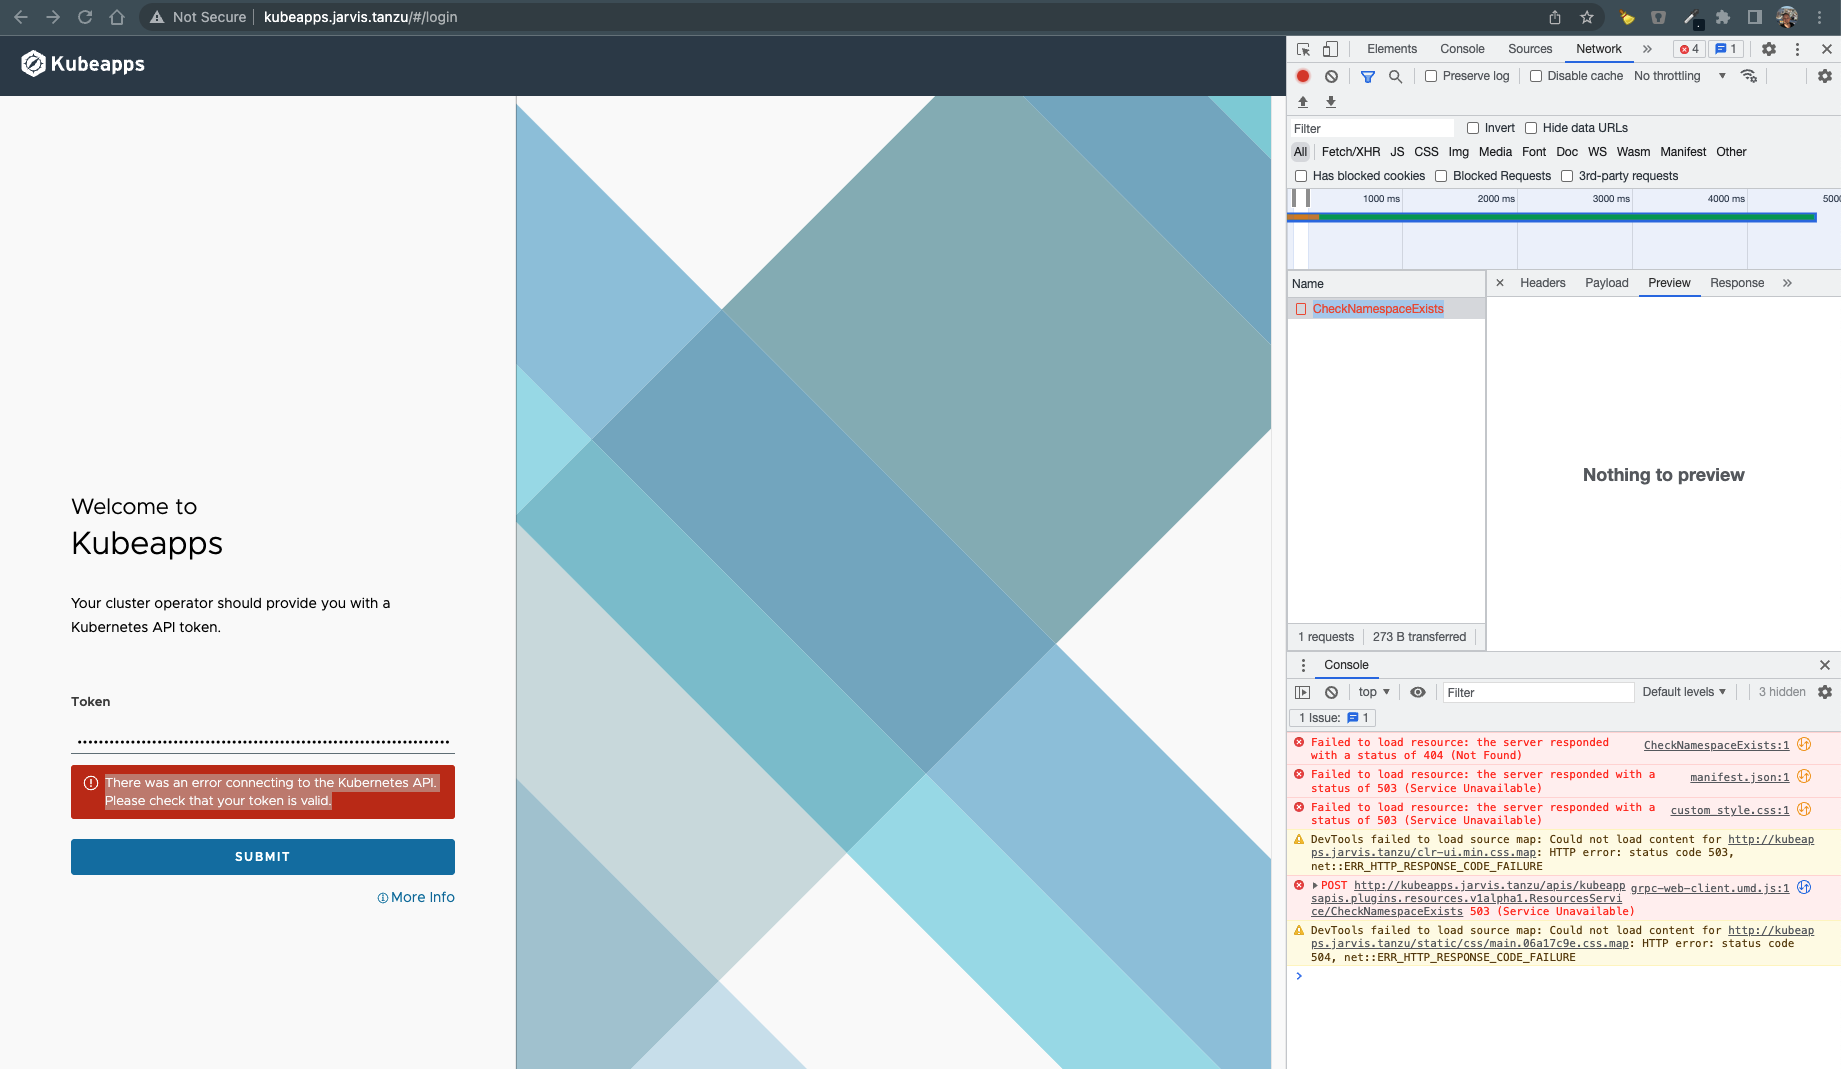 Not Secure
kubeapps.jarvis.tanzu/#/login
Kubeapps
Welcome to
Kubeapps
Your cluster operator should provide you with a
Kubernetes API token.
Token
There was an error connecting to the Kubernetes API.
Please check that your token is valid.
SUBMIT
More Info
Elements Console Sources Network » 4 1
Preserve log Disable cache No throttling
Filter Invert Hide data URLs
All Fetch/XHR JS CSS Img Media Font Doc WS Wasm Manifest Other
Has blocked cookies Blocked Requests 3rd-party requests
1000 ms 2000 ms 3000 ms 4000 ms 500
Name
Headers Payload Preview Response »
CheckNamespaceExists
Nothing to preview
1 requests 273 B transferred
Console
top Filter Default levels 3 hidden
1 Issue: 1
Failed to load resource: the server responded CheckNamespaceExists:1
with a status of 404 (Not Found)
Failed to load resource: the server responded with a manifest.json:1
status of 503 (Service Unavailable)
Failed to load resource: the server responded with a custom_style.css:1
status of 503 (Service Unavailable)
DevTools failed to load source map: Could not load content for http://kubeap
ps.jarvis.tanzu/clr-ui.min.css.map: HTTP error: status code 503,
net::ERR_HTTP_RESPONSE_CODE_FAILURE
POST http://kubeapps.jarvis.tanzu/apis/kubeapp grpc-web-client.umd.js:1
sapis.plugins.resources.v1alpha1.ResourcesServi
ce/CheckNamespaceExists 503 (Service Unavailable)
DevTools failed to load source map: Could not load content for http://kubeap
ps.jarvis.tanzu/static/css/main.06a17c9e.css.map: HTTP error: status code
504, net::ERR_HTTP_RESPONSE_CODE_FAILURE